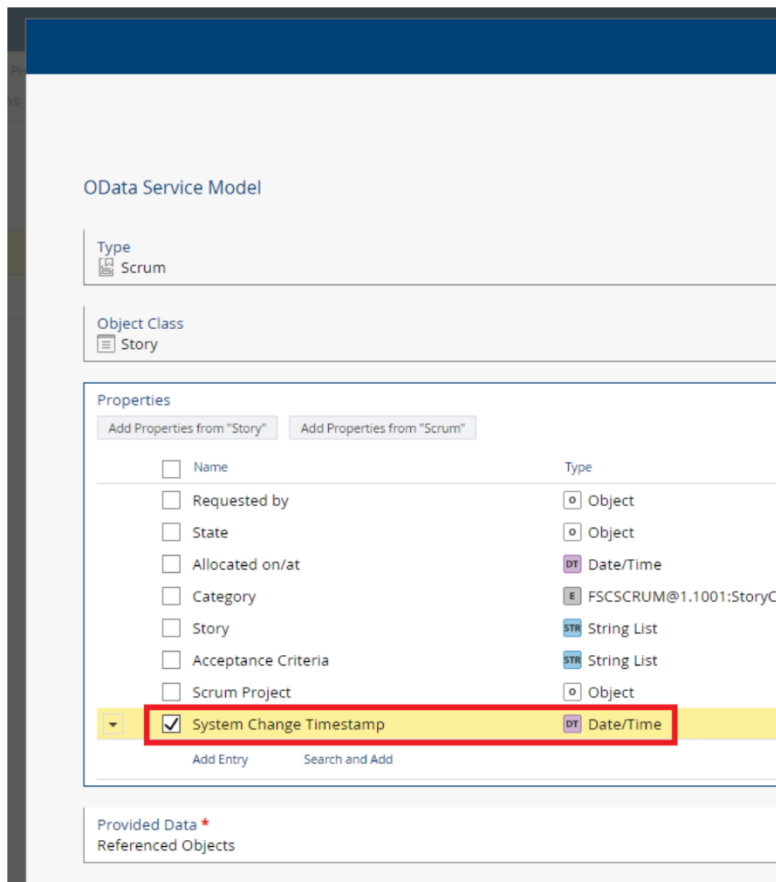 OData Service Model
Type
Scrum
Object Class
Story
Properties
Add Properties from "Story" Add Properties from "Scrum"
Name Type
Requested by O Object
State O Object
Allocated on/at DT Date/Time
Category E FSCSCRUM@1.1001:StoryC
Story STR String List
Acceptance Criteria STR String List
Scrum Project O Object
System Change Timestamp DT Date/Time
Add Entry Search and Add
Provided Data *
Referenced Objects